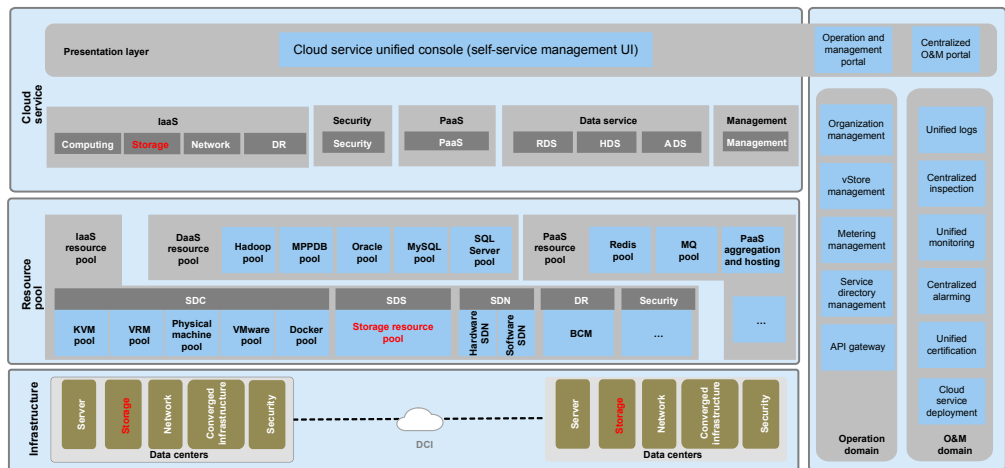 Cloud service
Presentation layer
Cloud service unified console (self-service management UI)
Operation and
management
portal
Centralized
O&M portal
IaaS
Computing
Storage
Network
DR
Security
Security
PaaS
PaaS
Data service
RDS
HDS
ADS
Management
Management
Resource
pool
IaaS
resource
pool
DaaS
resource
pool
Hadoop
pool
MPPDB
pool
Oracle
pool
MySQL
pool
SQL
Server
pool
PaaS
resource
pool
Redis
pool
MQ
pool
PaaS
aggregation
and hosting
SDC
KVM
pool
VRM
pool
Physical
machine
pool
VMware
pool
Docker
pool
SDS
Storage resource
pool
SDN
Hardware
SDN
Software
SDN
DR
BCM
Security
...
...
Infrastructure
Server
Storage
Network
Converged
infrastructure
Security
Data centers
DCI
Server
Storage
Network
Converged
infrastructure
Security
Data centers
Organization
management
vStore
management
Metering
management
Service
directory
management
API gateway
Operation
domain
Unified logs
Centralized
inspection
Unified
monitoring
Centralized
alarming
Unified
certification
Cloud
service
deployment
O&M
domain